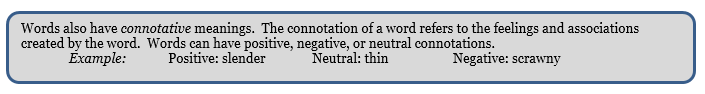 Words also have connotative meanings.  The connotation of a word refers to the feelings and associations
created by the word.  Words can have positive, negative, or neutral connotations.
Example: Positive: slender Neutral: thin Negative: scrawny